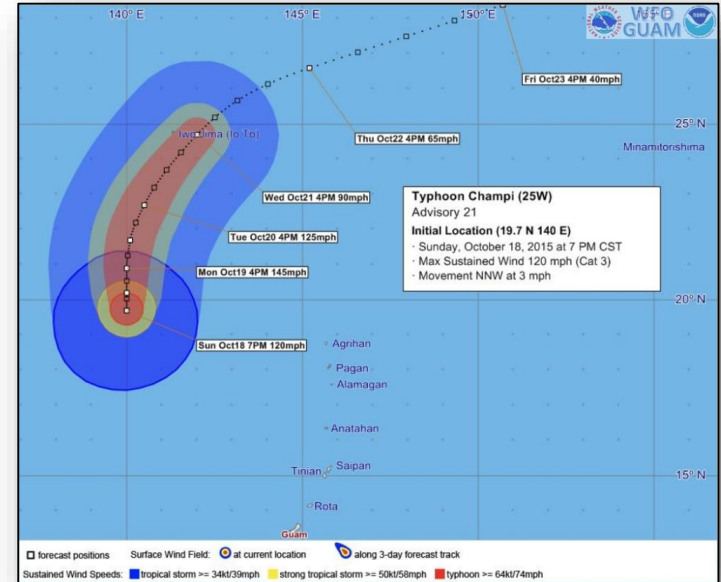 140° E
145° E
150° E
155° E
WFO
GUAM
Fri Oct23 4PM 40mph
Thu Oct22 4PM 65mph
25° N
Iwo Jima (Io To)
Minamitorishima
Wed Oct21 4PM 90mph
Typhoon Champi (25W)
Advisory 21
Initial Location (19.7 N 140 E)
· Sunday, October 18, 2015 at 7 PM CST
· Max Sustained Wind 120 mph (Cat 3)
· Movement NNW at 3 mph
Tue Oct20 4PM 125mph
Mon Oct19 4PM 145mph
20° N
Sun Oct18 7PM 120mph
Agrihan
Pagan
Alamagan
Anatahan
Saipan
Tinian
15° N
Rota
Guam
forecast positions Surface Wind Field: at current location along 3-day forecast track
Sustained Wind Speeds: tropical storm >= 34kt/39mph strong tropical storm >= 50kt/58mph typhoon >= 64kt/74mph